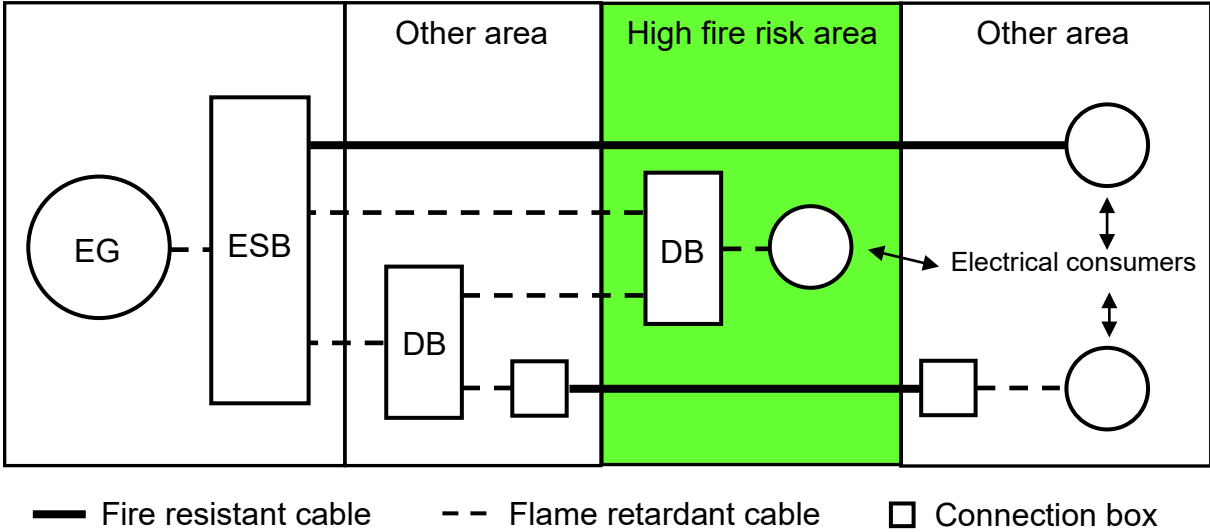 Other area
High fire risk area
Other area
EG
ESB
DB
DB
Electrical consumers
Fire resistant cable
Flame retardant cable
Connection box